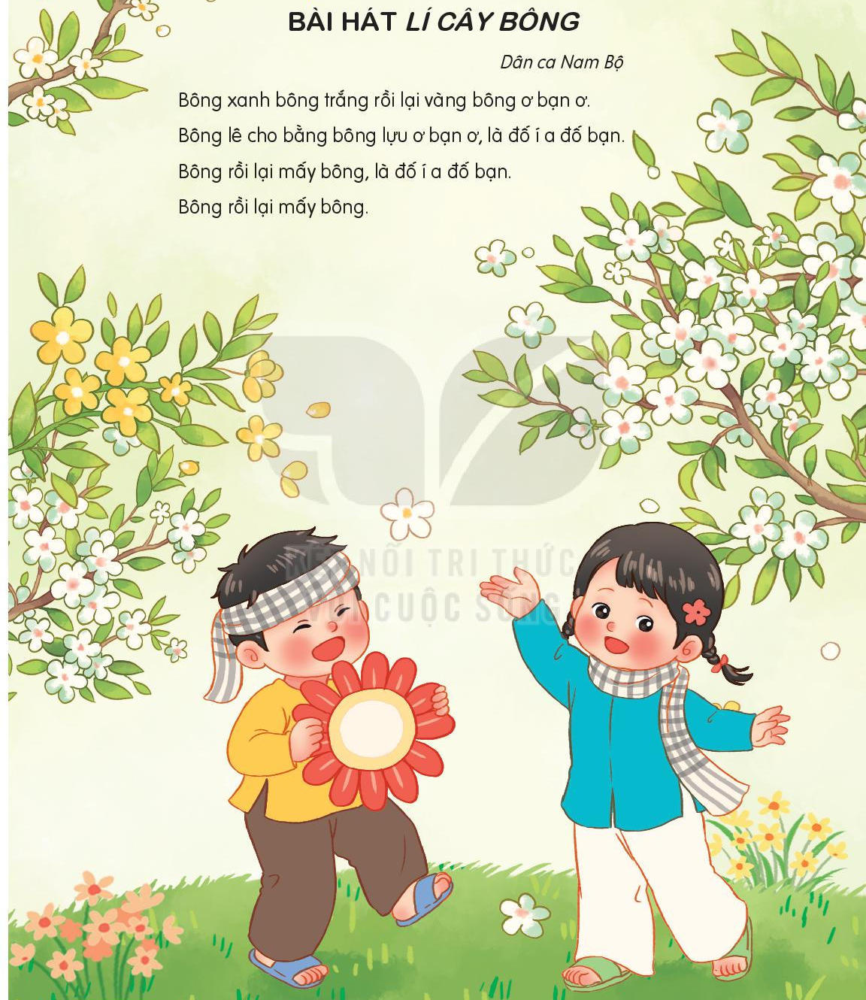 BÀI HÁT LÍ CÂY BÔNG
Dân ca Nam Bộ
Bông xanh bông trắng rồi lại vàng bông ơ bạn ơ.
Bông lê cho bằng bông lựu ơ bạn ơ, là đố í a đố bạn.
Bông rồi lại mấy bông, là đố í a đố bạn.
Bông rồi lại mấy bông.
KẾT NỐI TRI THỨC
VỚI CUỘC SỐNG